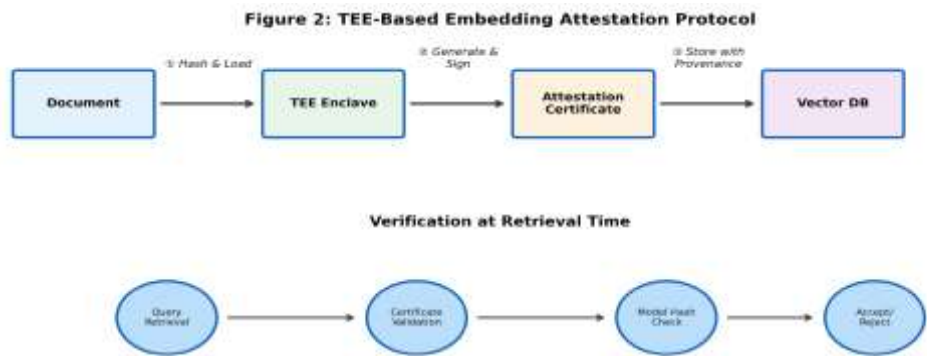 Figure 2: TEE-Based Embedding Attestation Protocol
① Hash & Load
② Generate &
Sign
③ Store with
Provenance
Document
TEE Enclave
Attestation
Certificate
Vector DB
Verification at Retrieval Time
Query
Retrieval
Certificate
Validation
Model Hash
Check
Accept/
Reject